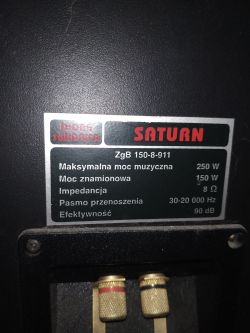 SATURN
ZgB 150-8-911
Maksymalna moc muzyczna 250 W
Moc znamionowa 150 W
Impedancja 8 Ω
Pasmo przenoszenia 30-20 000 Hz
Efektywność 90 dB